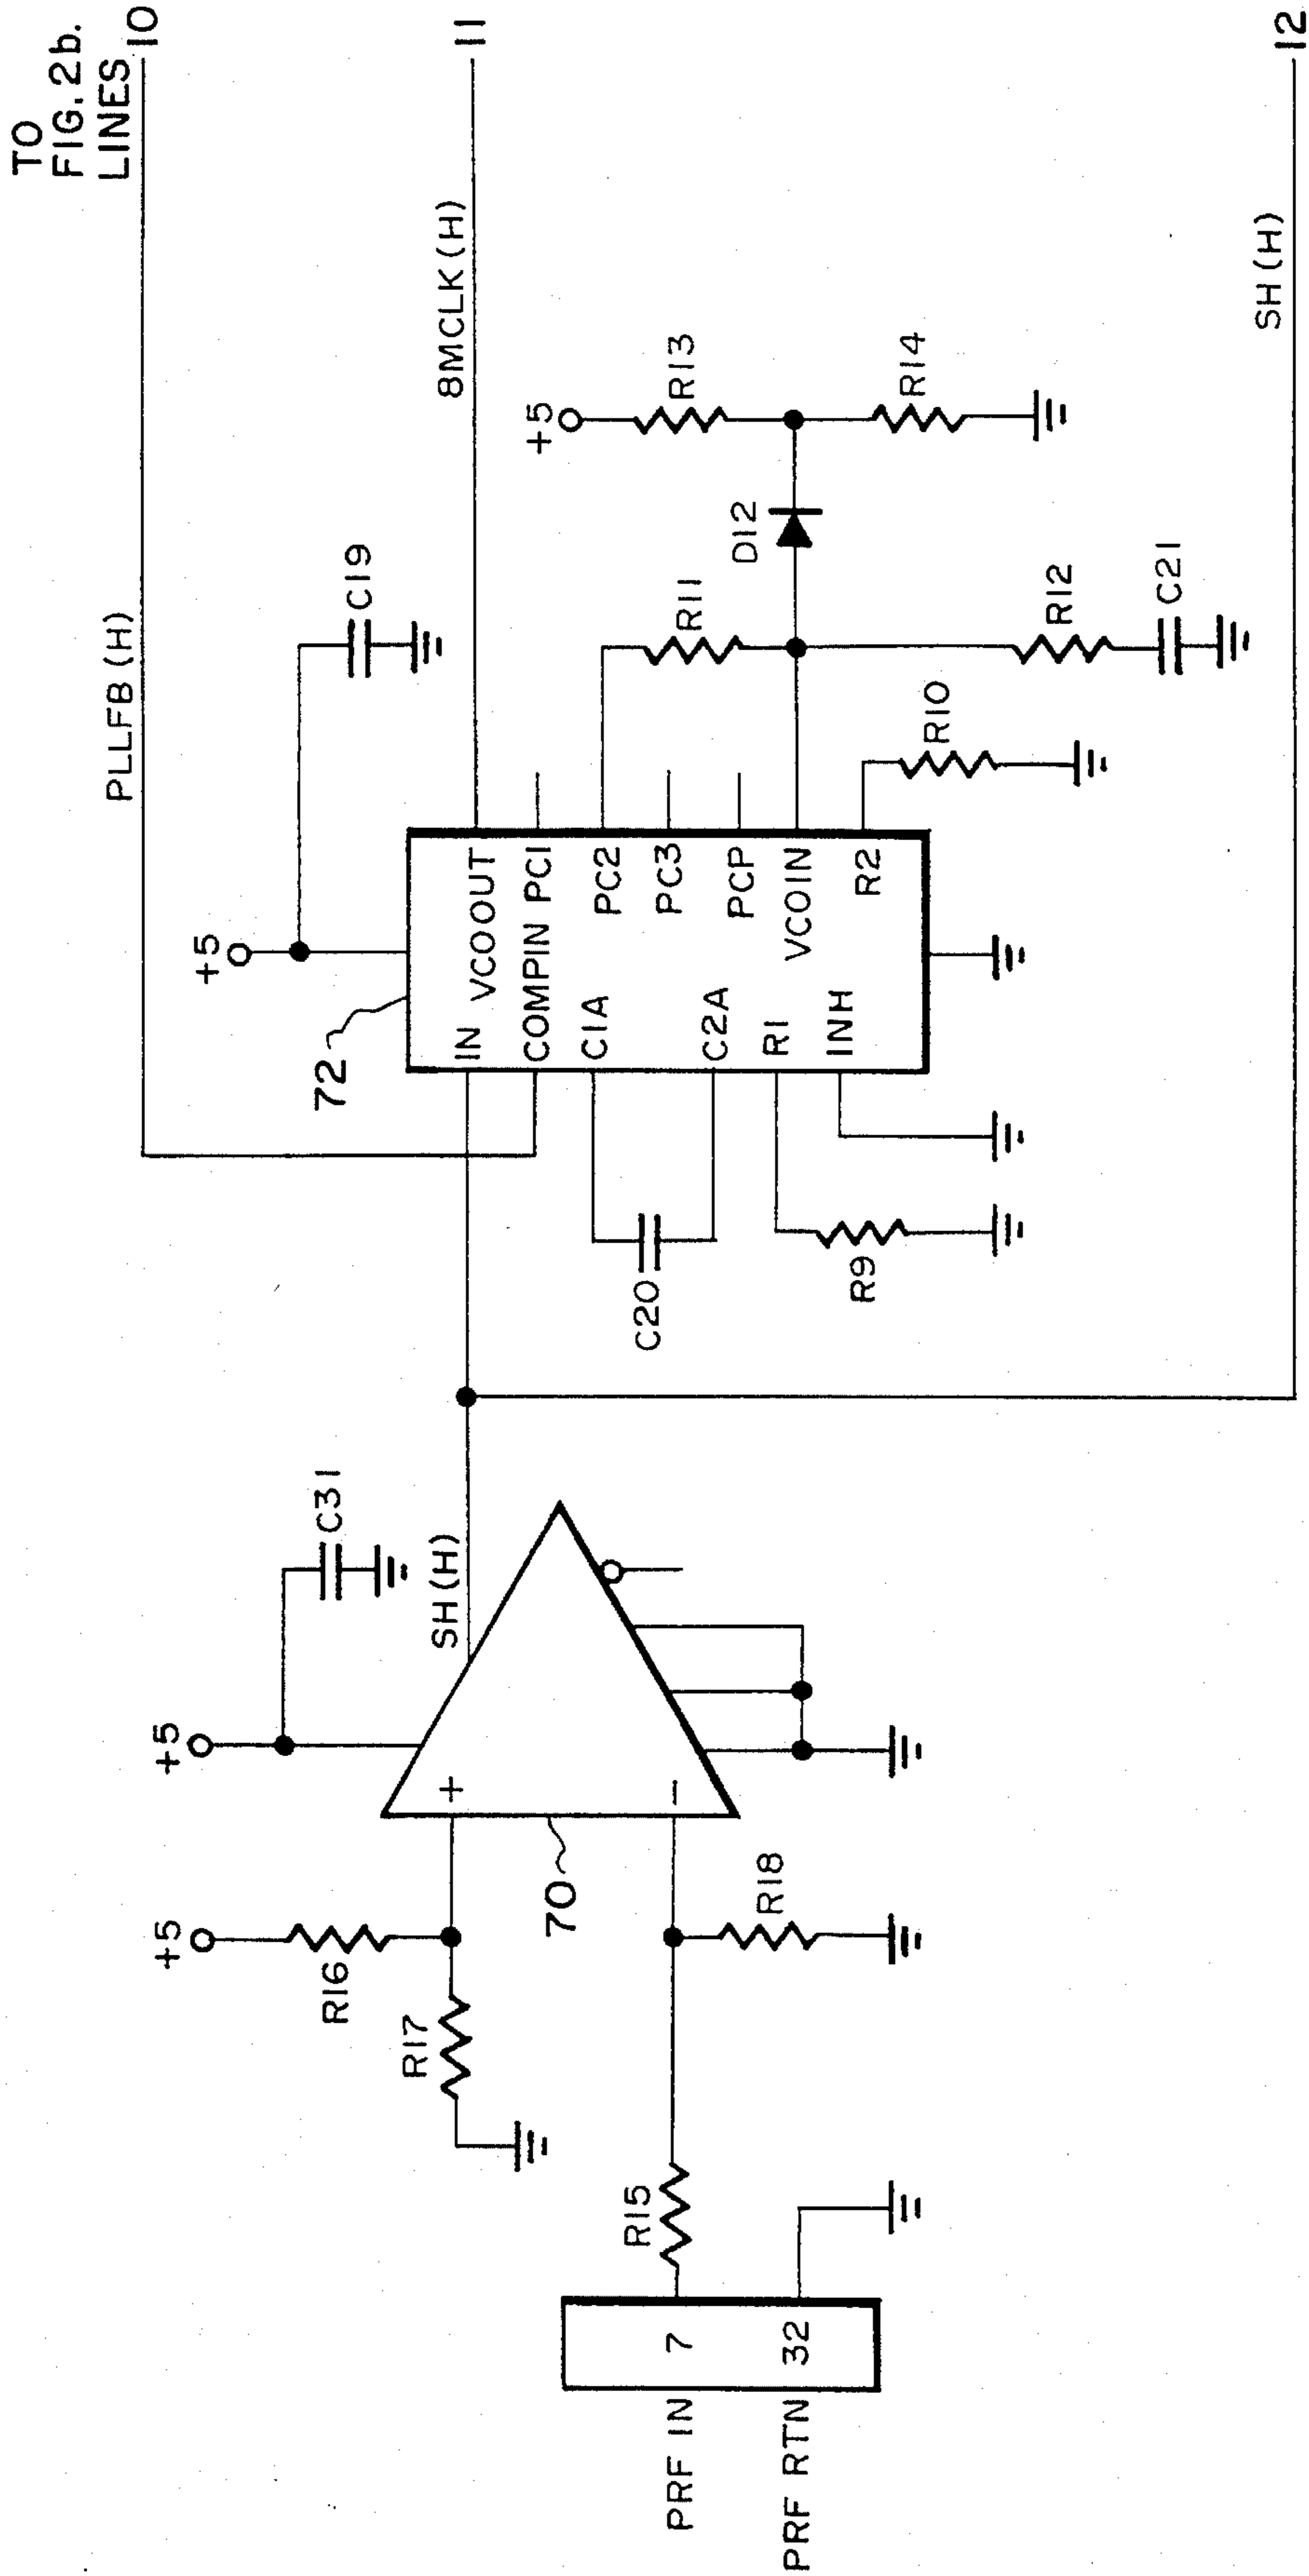 TO
FIG. 2b.
LINES
10
PLLFB (H)
11
8MCLK (H)
12
SH (H)
+5
C19
72
IN
VCOOUT
COMPIN
PC1
C1A
PC2
PC3
C2A
PCP
R1
VCOIN
INH
R2
C20
R9
R10
R11
D12
+5
R13
R14
R12
C21
+5
C31
SH (H)
+
−
70
+5
R16
R17
R18
R15
PRF IN
7
PRF RTN
32